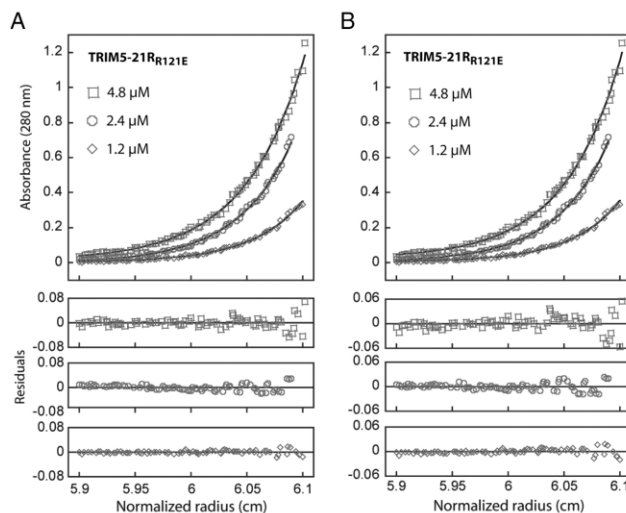 A
TRIM5-21R_R121E
4.8 µM
2.4 µM
1.2 µM
Absorbance (280 nm)
1.2
1
0.8
0.6
0.4
0.2
0
0.08
0
-0.08
0.08
0
-0.08
0.08
0
-0.08
Residuals
5.9 5.95 6 6.05 6.1
Normalized radius (cm)
B
TRIM5-21R_R121E
4.8 µM
2.4 µM
1.2 µM
1.2
1
0.8
0.6
0.4
0.2
0
0.06
0
-0.06
0.06
0
-0.06
0.06
0
-0.06
5.9 5.95 6 6.05 6.1
Normalized radius (cm)